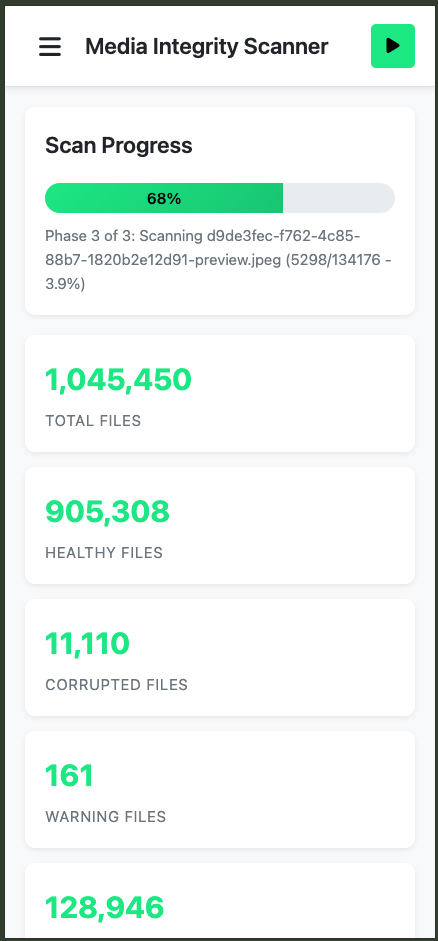 Media Integrity Scanner
Scan Progress
68%
Phase 3 of 3: Scanning d9de3fec-f762-4c85-
88b7-1820b2e12d91-preview.jpeg (5298/134176 -
3.9%)
1,045,450
TOTAL FILES
905,308
HEALTHY FILES
11,110
CORRUPTED FILES
161
WARNING FILES
128,946